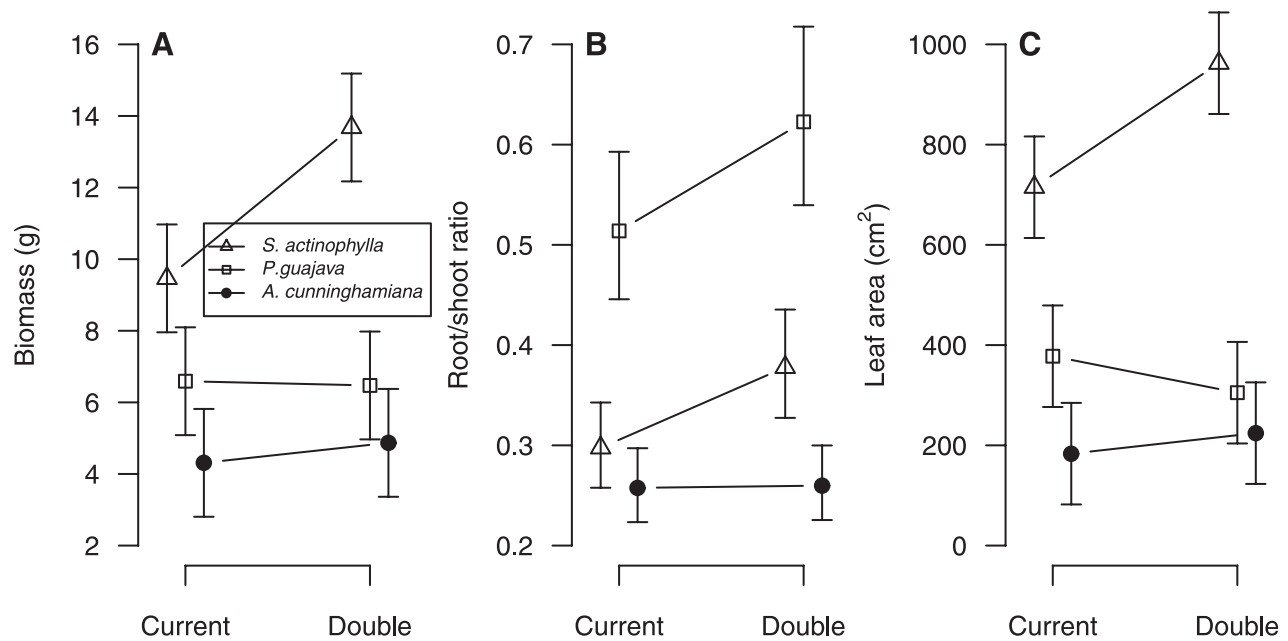 A
Biomass (g)
16
14
12
10
8
6
4
2
S. actinophylla
P.guajava
A. cunninghamiana
Current Double
B
Root/shoot ratio
0.7
0.6
0.5
0.4
0.3
0.2
Current Double
C
Leaf area (cm²)
1000
800
600
400
200
0
Current Double